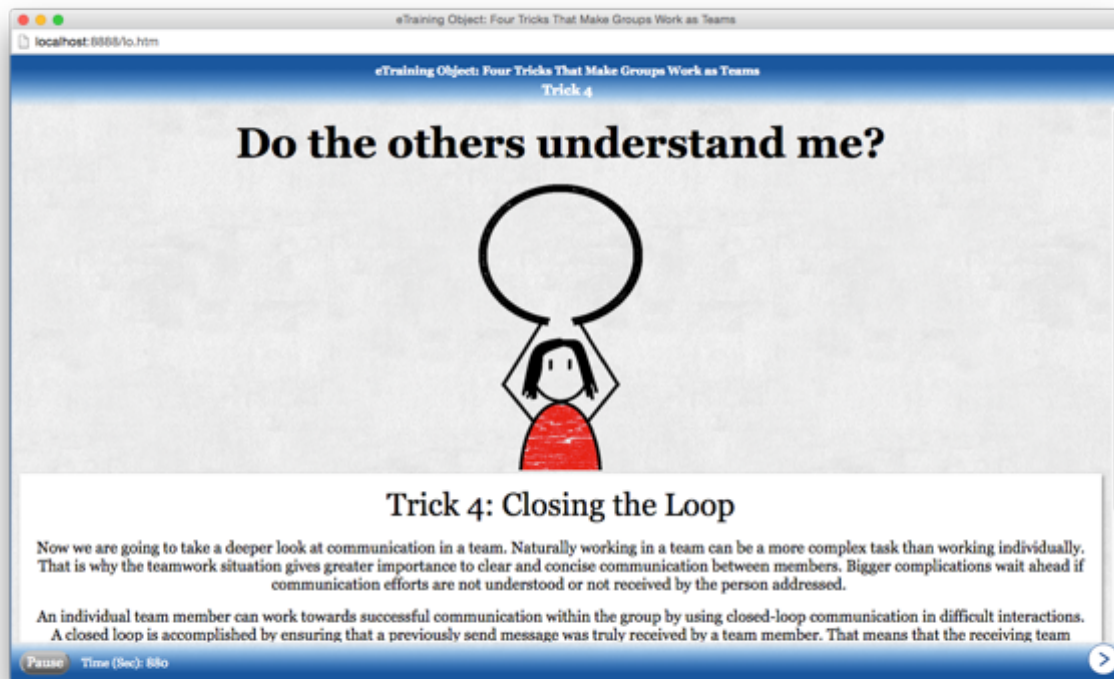 eTraining Object: Four Tricks That Make Groups Work as Teams
localhost:8888/lo.htm
eTraining Object: Four Tricks That Make Groups Work as Teams
Trick 4
Do the others understand me?
Trick 4: Closing the Loop
Now we are going to take a deeper look at communication in a team. Naturally working in a team can be a more complex task than working individually.
That is why the teamwork situation gives greater importance to clear and concise communication between members. Bigger complications wait ahead if
communication efforts are not understood or not received by the person addressed.
An individual team member can work towards successful communication within the group by using closed-loop communication in difficult interactions.
A closed loop is accomplished by ensuring that a previously send message was truly received by a team member. That means that the receiving team
Pause Time (Sec): 880